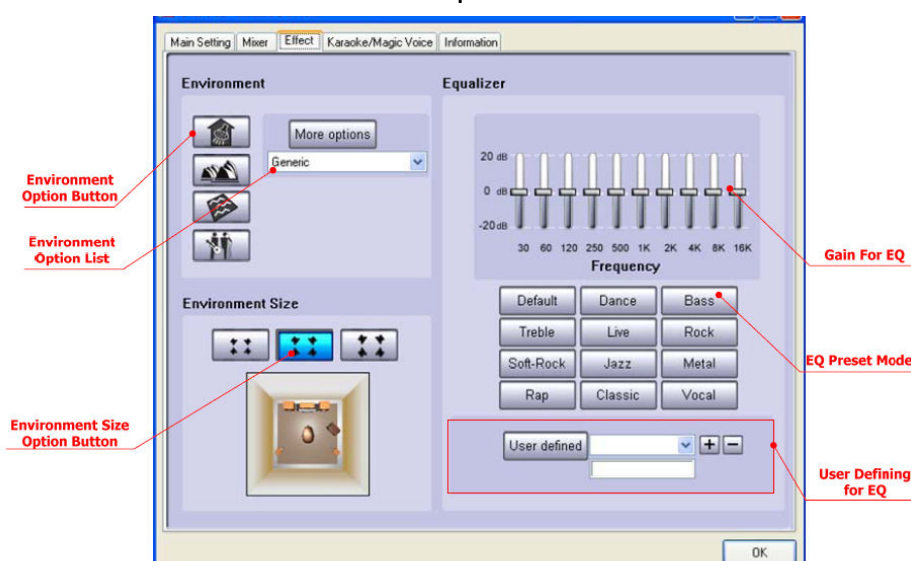 Main Setting Mixer Effect Karaoke/Magic Voice Information
Environment
More options
Generic
Environment
Option Button
Environment
Option List
Environment Size
Environment Size
Option Button
Equalizer
20 dB
0 dB
-20 dB
30 60 120 250 500 1K 2K 4K 8K 16K
Frequency
Gain For EQ
Default Dance Bass
Treble Live Rock
Soft-Rock Jazz Metal
Rap Classic Vocal
EQ Preset Mode
User defined + -
User Defining
for EQ
OK